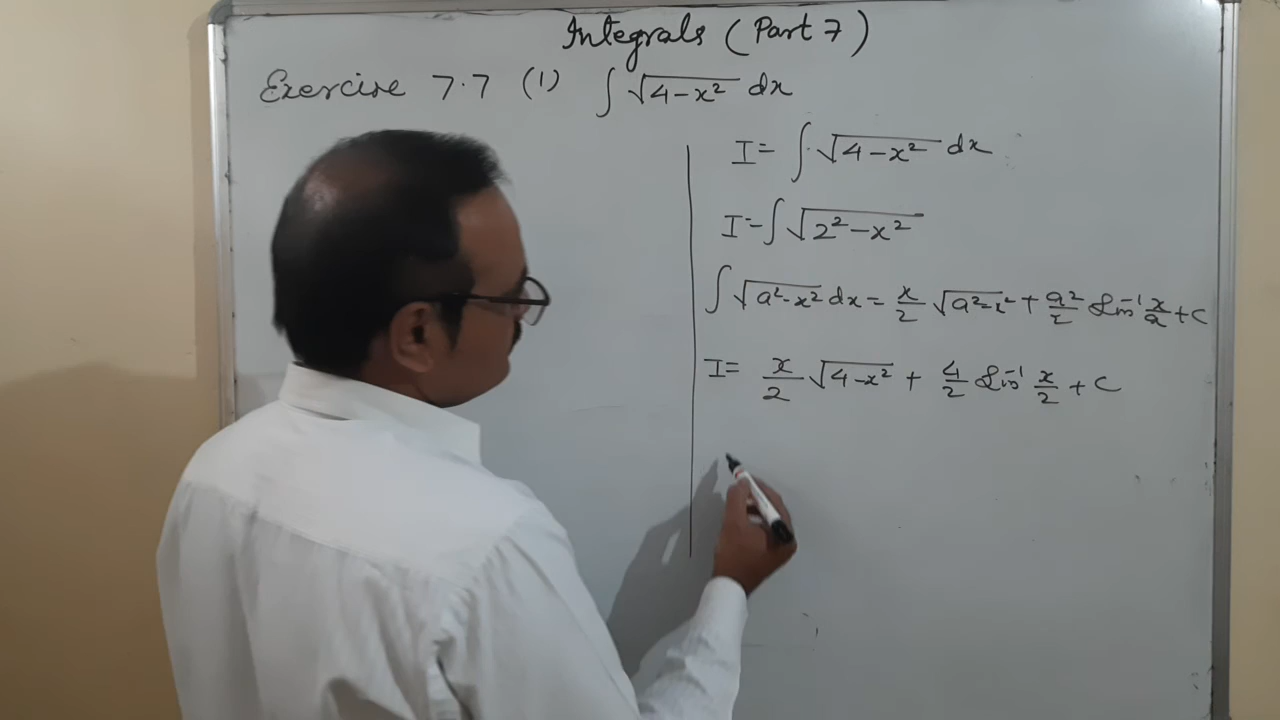 Integrals (Part 7)
Exercise 7.7 (1) ∫ √(4-x²) dx
I = ∫ √(4-x²) dx
I = ∫ √(2²-x²)
∫ √(a²-x²) dx = x/2 √(a²-x²) + a²/2 Sin⁻¹ x/a + C
I = x/2 √(4-x²) + 4/2 Sin⁻¹ x/2 + C